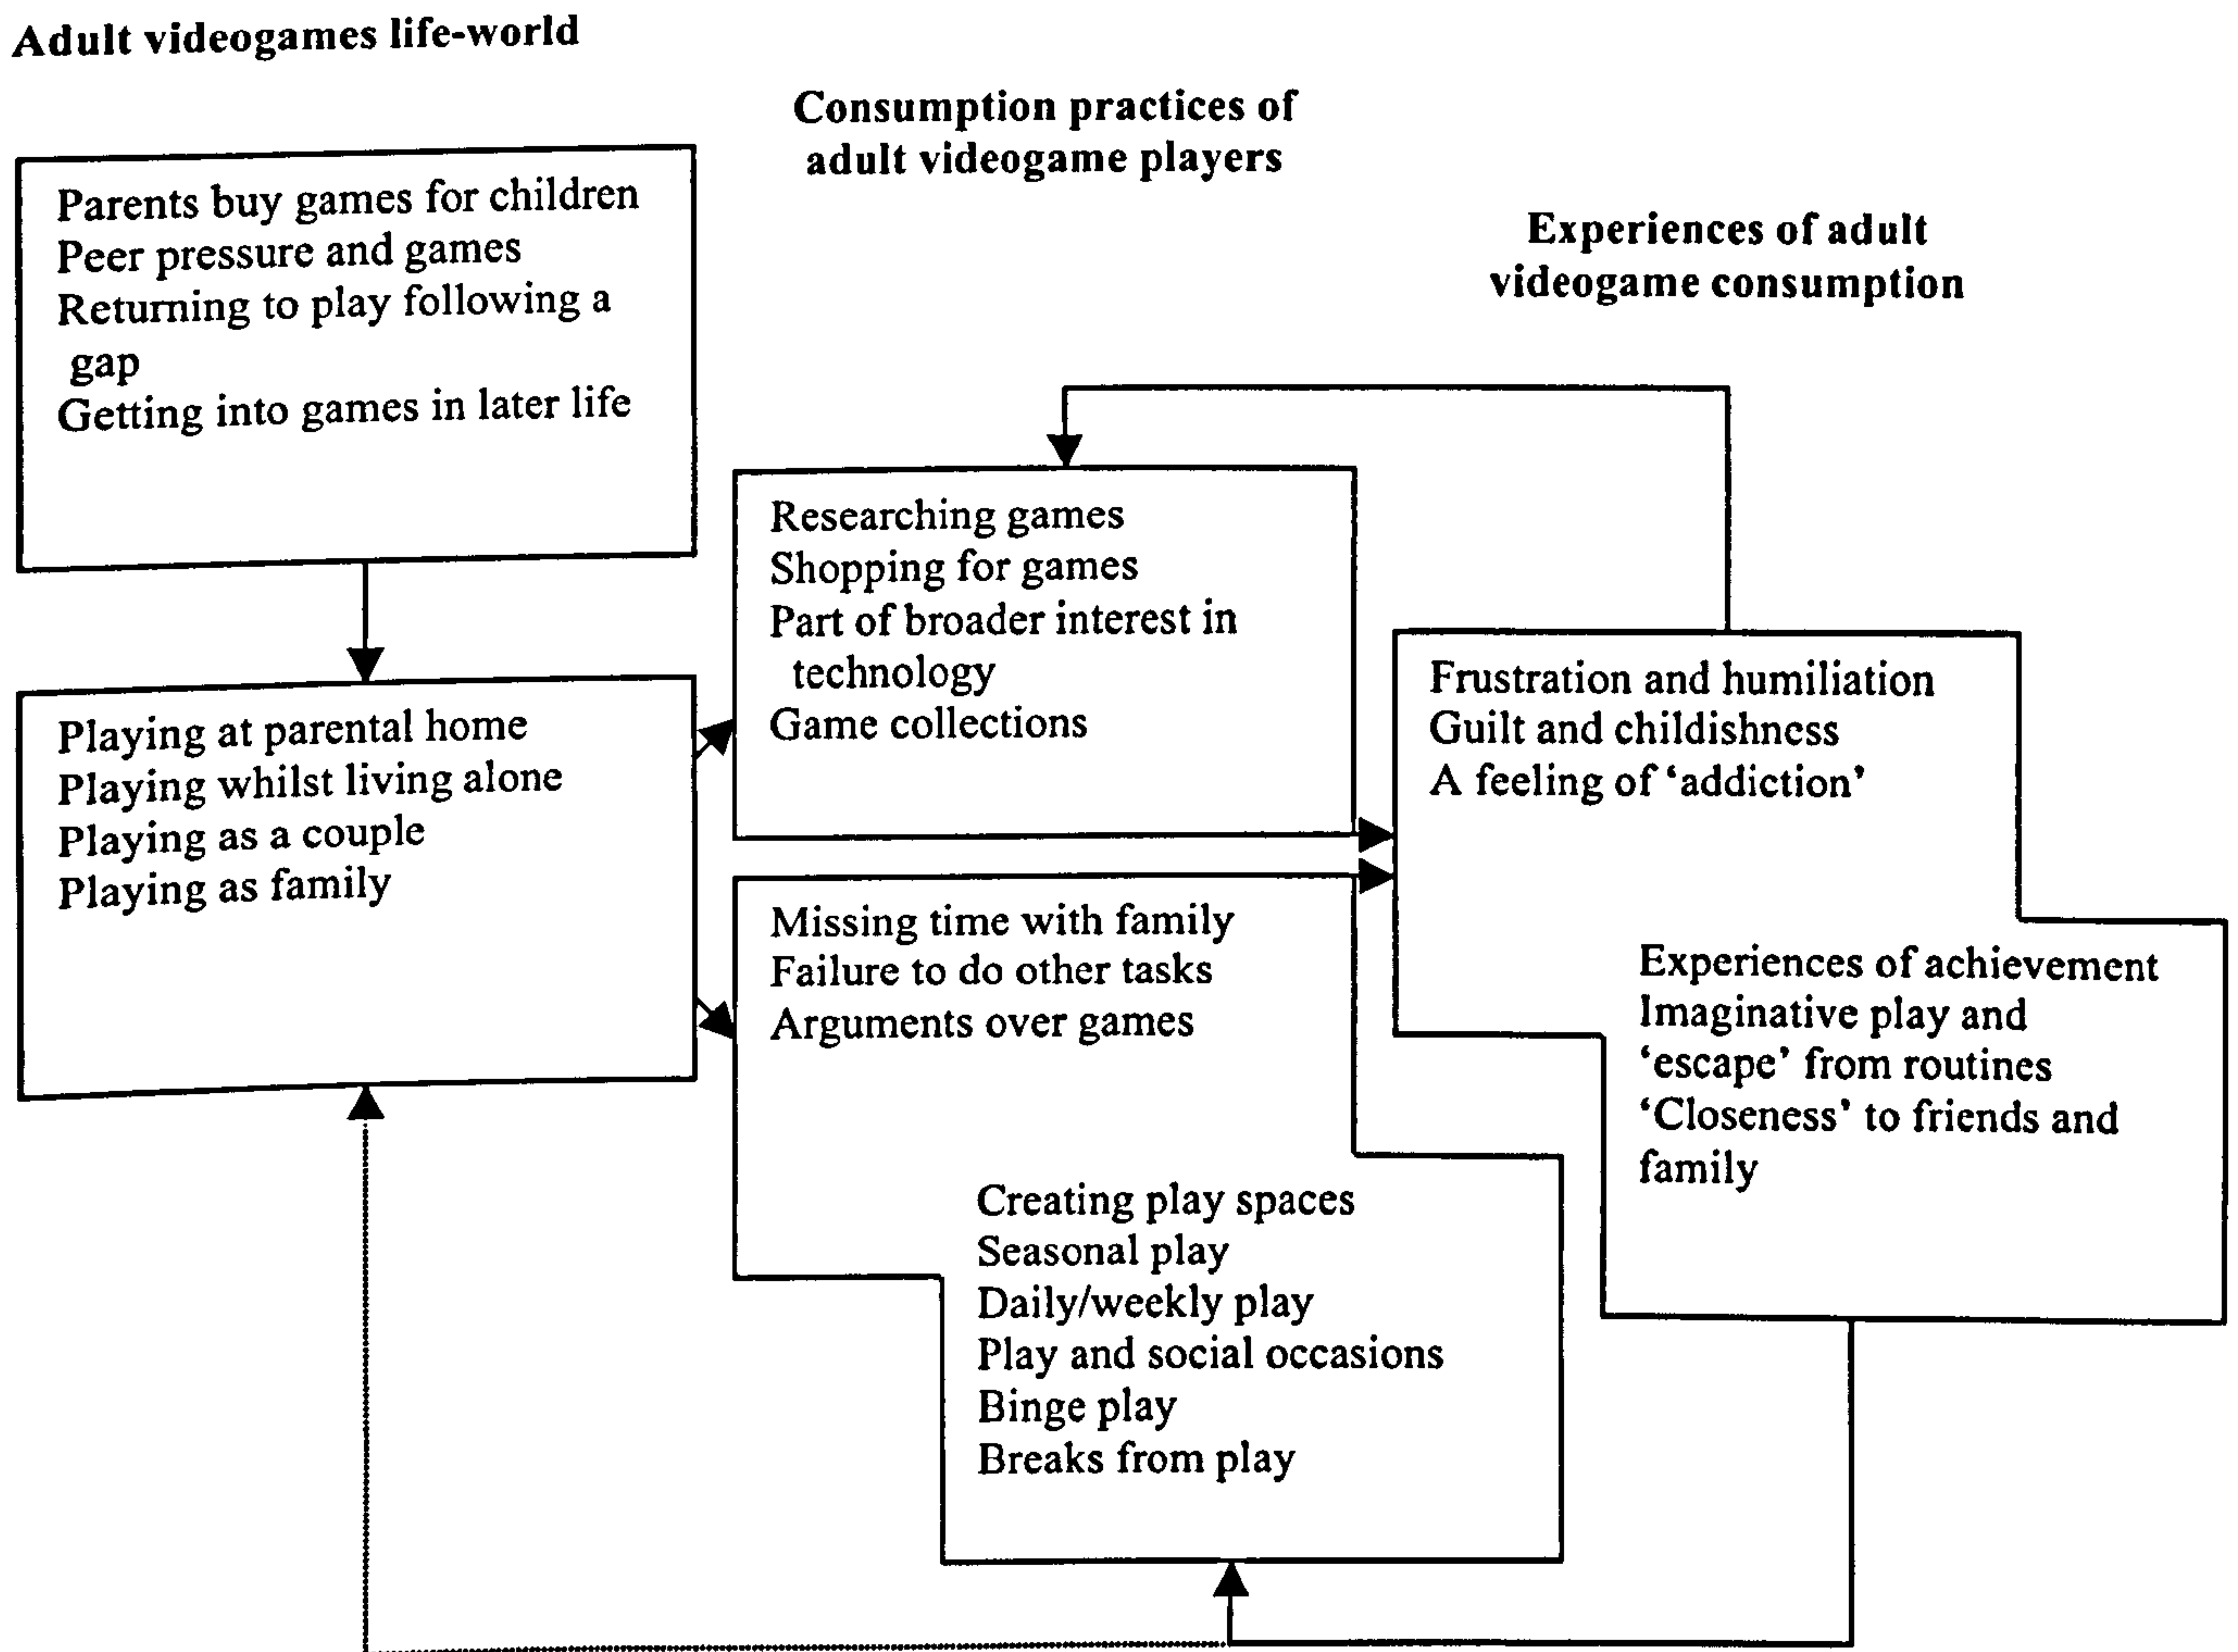 Adult videogames life-world
Consumption practices of
adult videogame players
Experiences of adult
videogame consumption
Parents buy games for children
Peer pressure and games
Returning to play following a
gap
Getting into games in later life
Playing at parental home
Playing whilst living alone
Playing as a couple
Playing as family
Researching games
Shopping for games
Part of broader interest in
technology
Game collections
Missing time with family
Failure to do other tasks
Arguments over games
Creating play spaces
Seasonal play
Daily/weekly play
Play and social occasions
Binge play
Breaks from play
Frustration and humiliation
Guilt and childishness
A feeling of ‘addiction’
Experiences of achievement
Imaginative play and
‘escape’ from routines
‘Closeness’ to friends and
family